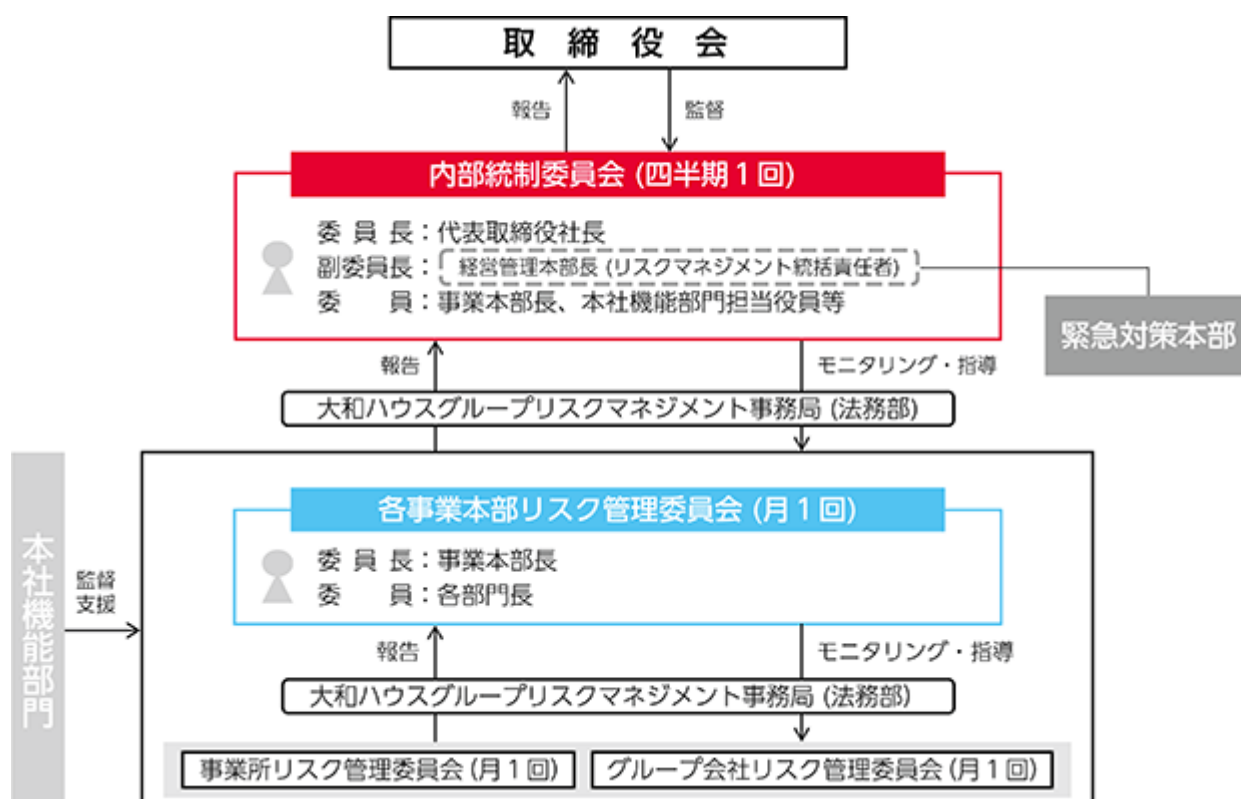 取締役会
報告
監督
内部統制委員会 (四半期1回)
委員長：代表取締役社長
副委員長：経営管理本部長 (リスクマネジメント統括責任者)
委員：事業本部長、本社機能部門担当役員等
緊急対策本部
報告
モニタリング・指導
大和ハウスグループリスクマネジメント事務局 (法務部)
本社機能部門
監督
支援
各事業本部リスク管理委員会 (月1回)
委員長：事業本部長
委員：各部門長
報告
モニタリング・指導
大和ハウスグループリスクマネジメント事務局 (法務部)
事業所リスク管理委員会 (月1回)
グループ会社リスク管理委員会 (月1回)